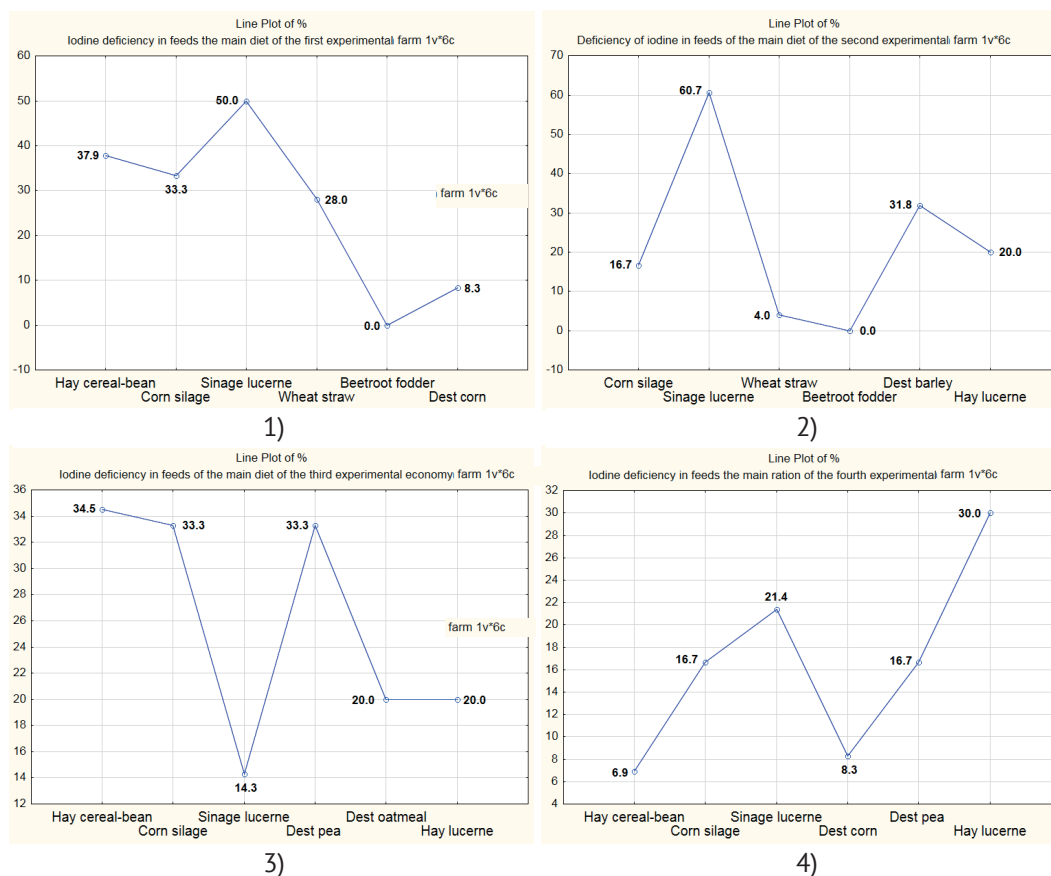 Line Plot of %
Iodine deficiency in feeds the main diet of the first experimental farm 1v*6c
60
50
40
30
20
10
0
-10
37.9
33.3
50.0
28.0
0.0
8.3
farm 1v*6c
Hay cereal-bean
Corn silage
Sinage lucerne
Wheat straw
Beetroot fodder
Dest corn
1)
Line Plot of %
Deficiency of iodine in feeds of the main diet of the second experimental farm 1v*6c
70
60
50
40
30
20
10
0
-10
16.7
60.7
4.0
0.0
31.8
20.0
Corn silage
Sinage lucerne
Wheat straw
Beetroot fodder
Dest barley
Hay lucerne
2)
Line Plot of %
Iodine deficiency in feeds of the main diet of the third experimental economy farm 1v*6c
36
34
32
30
28
26
24
22
20
18
16
14
12
34.5
33.3
14.3
33.3
20.0
20.0
farm 1v*6c
Hay cereal-bean
Corn silage
Sinage lucerne
Dest pea
Dest oatmeal
Hay lucerne
3)
Line Plot of %
Iodine deficiency in feeds the main ration of the fourth experimental farm 1v*6c
32
30
28
26
24
22
20
18
16
14
12
10
8
6
4
6.9
16.7
21.4
8.3
16.7
30.0
Hay cereal-bean
Corn silage
Sinage lucerne
Dest corn
Dest pea
Hay lucerne
4)